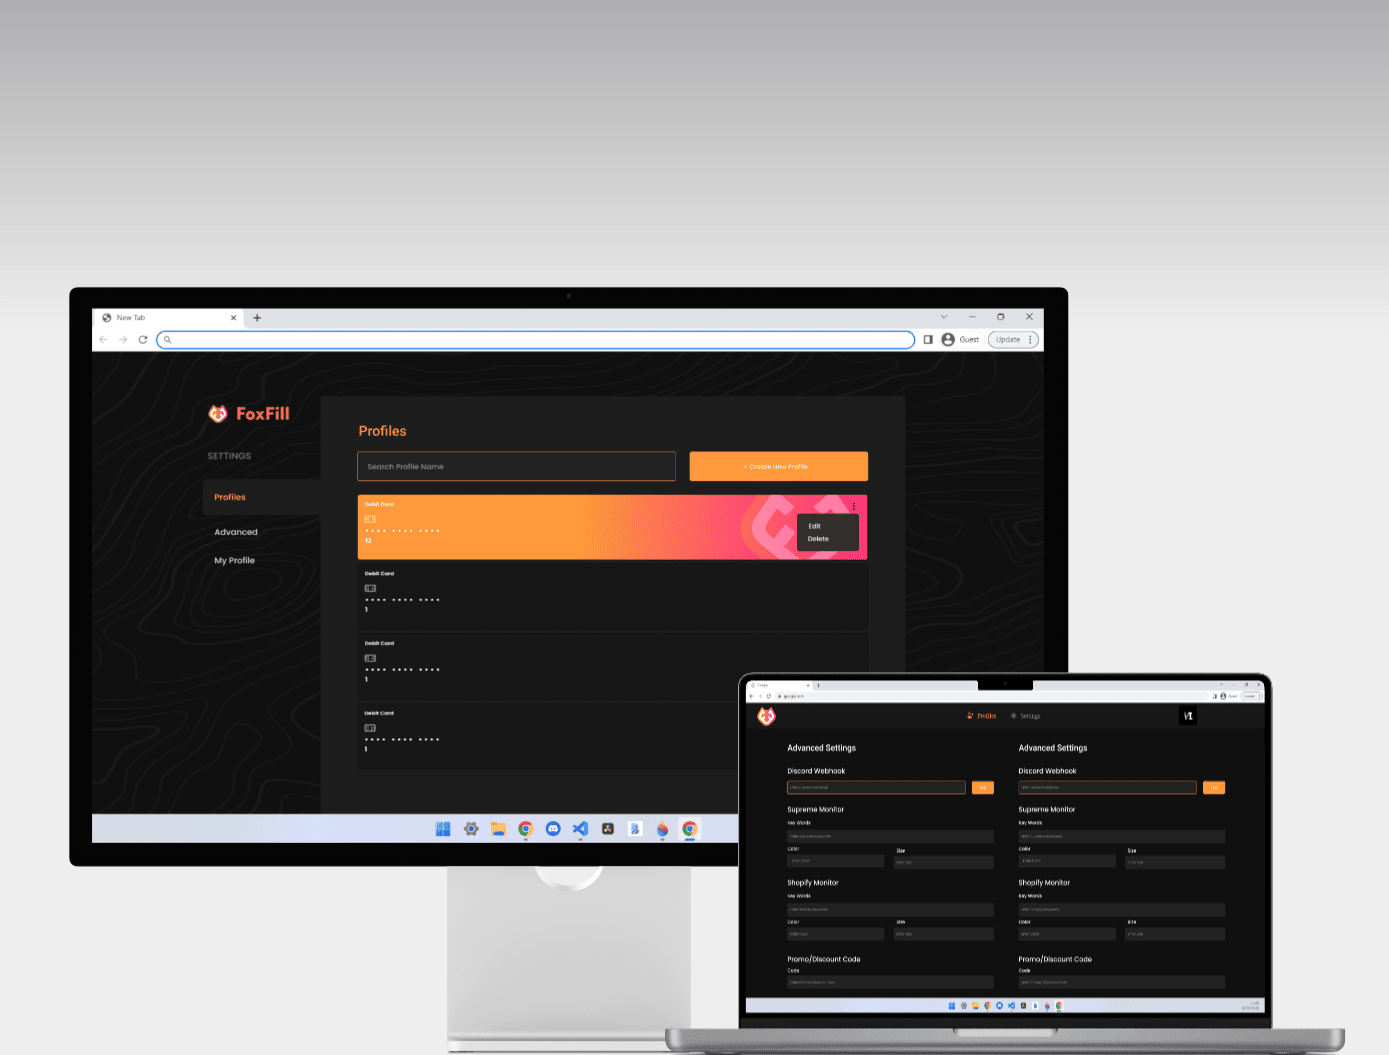 New Tab
Guest
Update
FoxFill
SETTINGS
Profiles
Advanced
My Profile
Profiles
Search Profile Name
+ Create New Profile
Debit Card
12
Edit
Delete
Debit Card
1
Debit Card
1
Debit Card
1
Google
google.com
Profiles
Settings
Advanced Settings
Discord Webhook
Supreme Monitor
Key Words
Color
Size
Shopify Monitor
Key Words
Color
Size
Promo/Discount Code
Code
Advanced Settings
Discord Webhook
Supreme Monitor
Key Words
Color
Size
Shopify Monitor
Key Words
Color
Size
Promo/Discount Code
Code